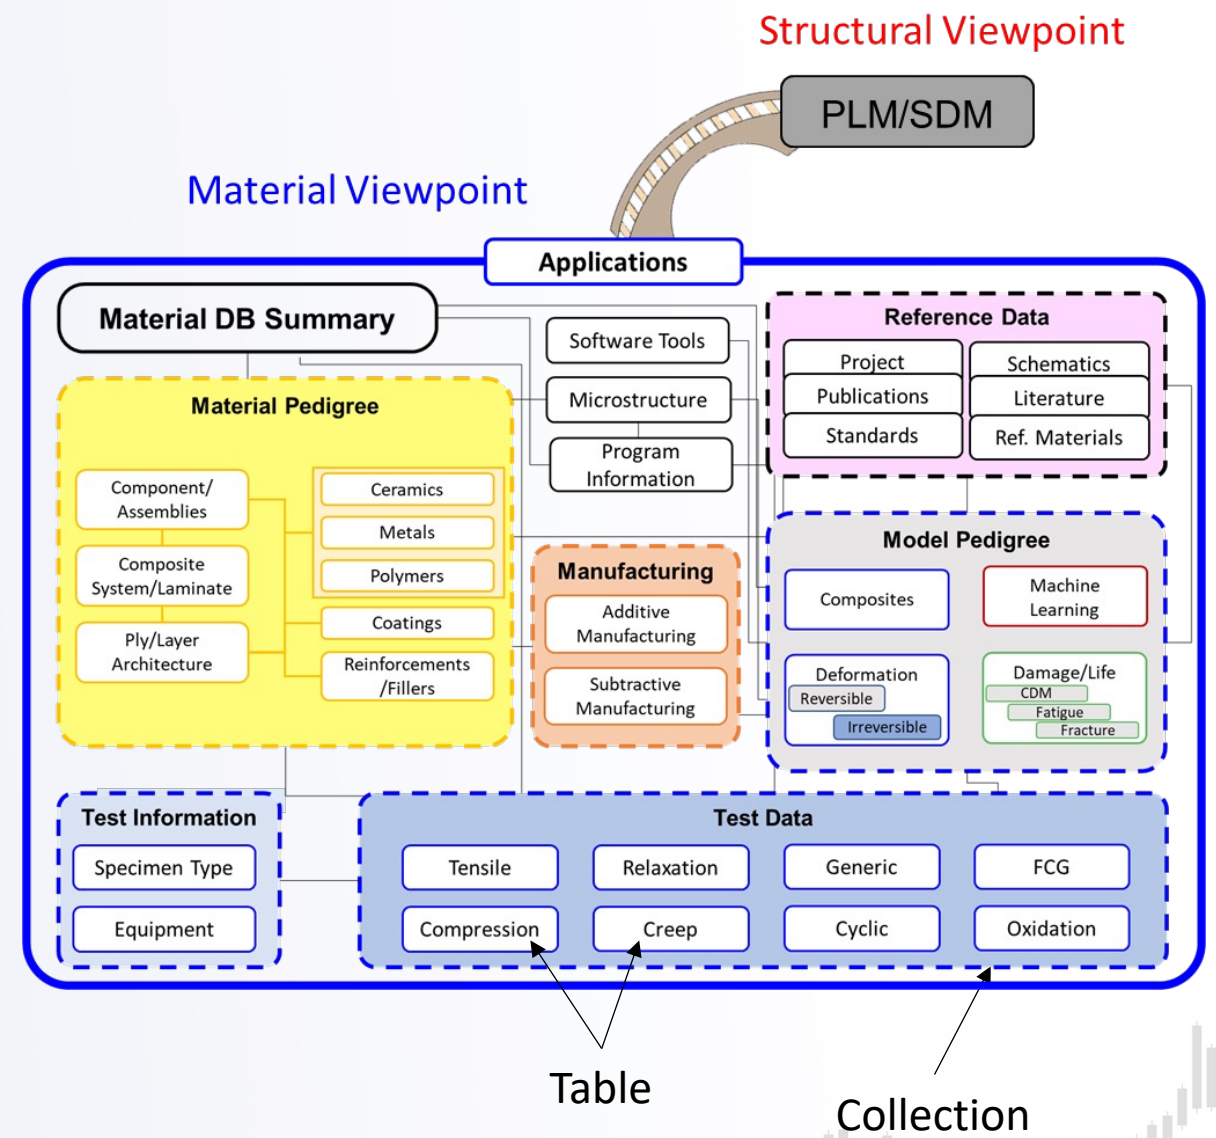 Structural Viewpoint
PLM/SDM
Material Viewpoint
Applications
Material DB Summary
Software Tools
Microstructure
Program
Information
Reference Data
Project
Publications
Standards
Schematics
Literature
Ref. Materials
Material Pedigree
Component/
Assemblies
Composite
System/Laminate
Ply/Layer
Architecture
Ceramics
Metals
Polymers
Coatings
Reinforcements
/Fillers
Manufacturing
Additive
Manufacturing
Subtractive
Manufacturing
Model Pedigree
Composites
Machine
Learning
Deformation
Reversible
Irreversible
Damage/Life
CDM
Fatigue
Fracture
Test Information
Specimen Type
Equipment
Test Data
Tensile
Relaxation
Generic
FCG
Compression
Creep
Cyclic
Oxidation
Table
Collection